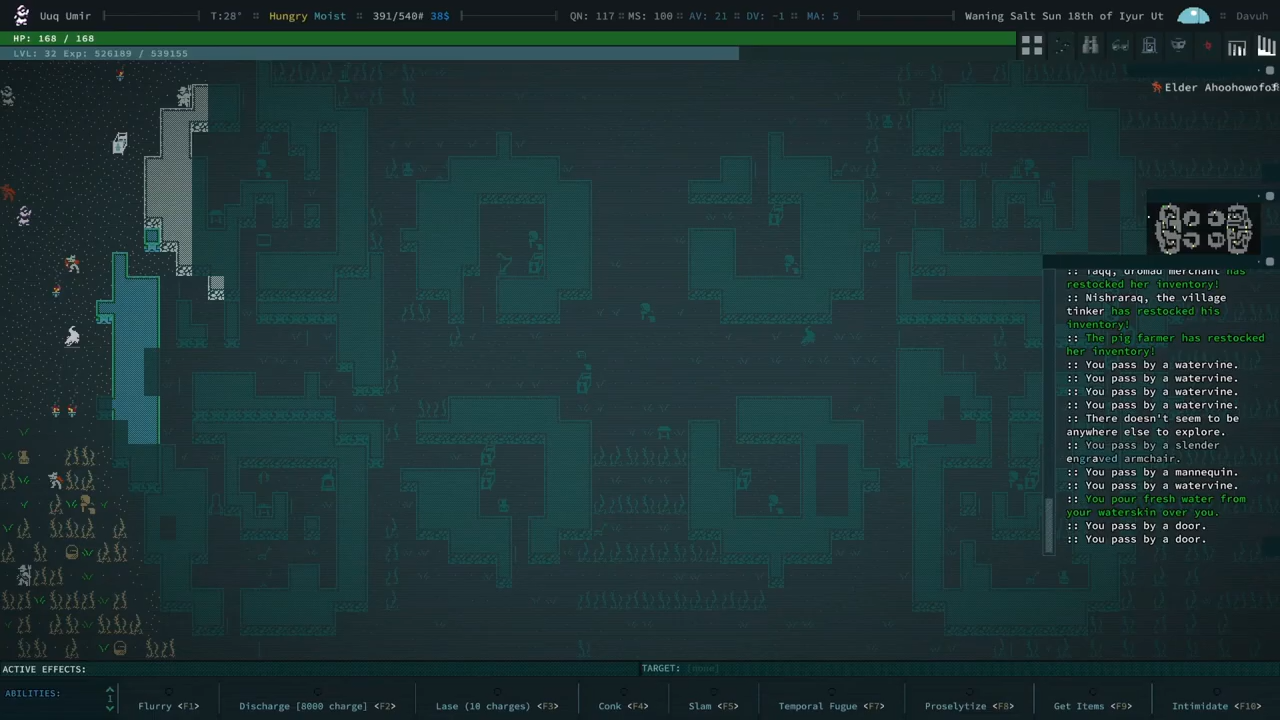 Uuq Umir T:28° Hungry Moist 391/540# 38$ QN: 117 MS: 100 AV: 21 DV: -1 MA: 5 Waning Salt Sun 18th of Iyur Ut Davuh
HP: 168 / 168
LVL: 32 Exp: 526189 / 539155
Elder Ahoohowofo
:: Taqq, dromad merchant has
restocked her inventory!
:: Nishraraq, the village
tinker has restocked his
inventory!
:: The pig farmer has restocked
her inventory!
:: You pass by a watervine.
:: You pass by a watervine.
:: You pass by a watervine.
:: You pass by a watervine.
:: There doesn't seem to be
anywhere else to explore.
:: You pass by a slender
engraved armchair.
:: You pass by a mannequin.
:: You pass by a watervine.
:: You pour fresh water from
your waterskin over you.
:: You pass by a door.
:: You pass by a door.
ACTIVE EFFECTS: TARGET: [none]
ABILITIES: 1 Flurry <F1> Discharge [8000 charge] <F2> Lase (10 charges) <F3> Conk <F4> Slam <F5> Temporal Fugue <F7> Proselytize <F8> Get Items <F9> Intimidate <F10>